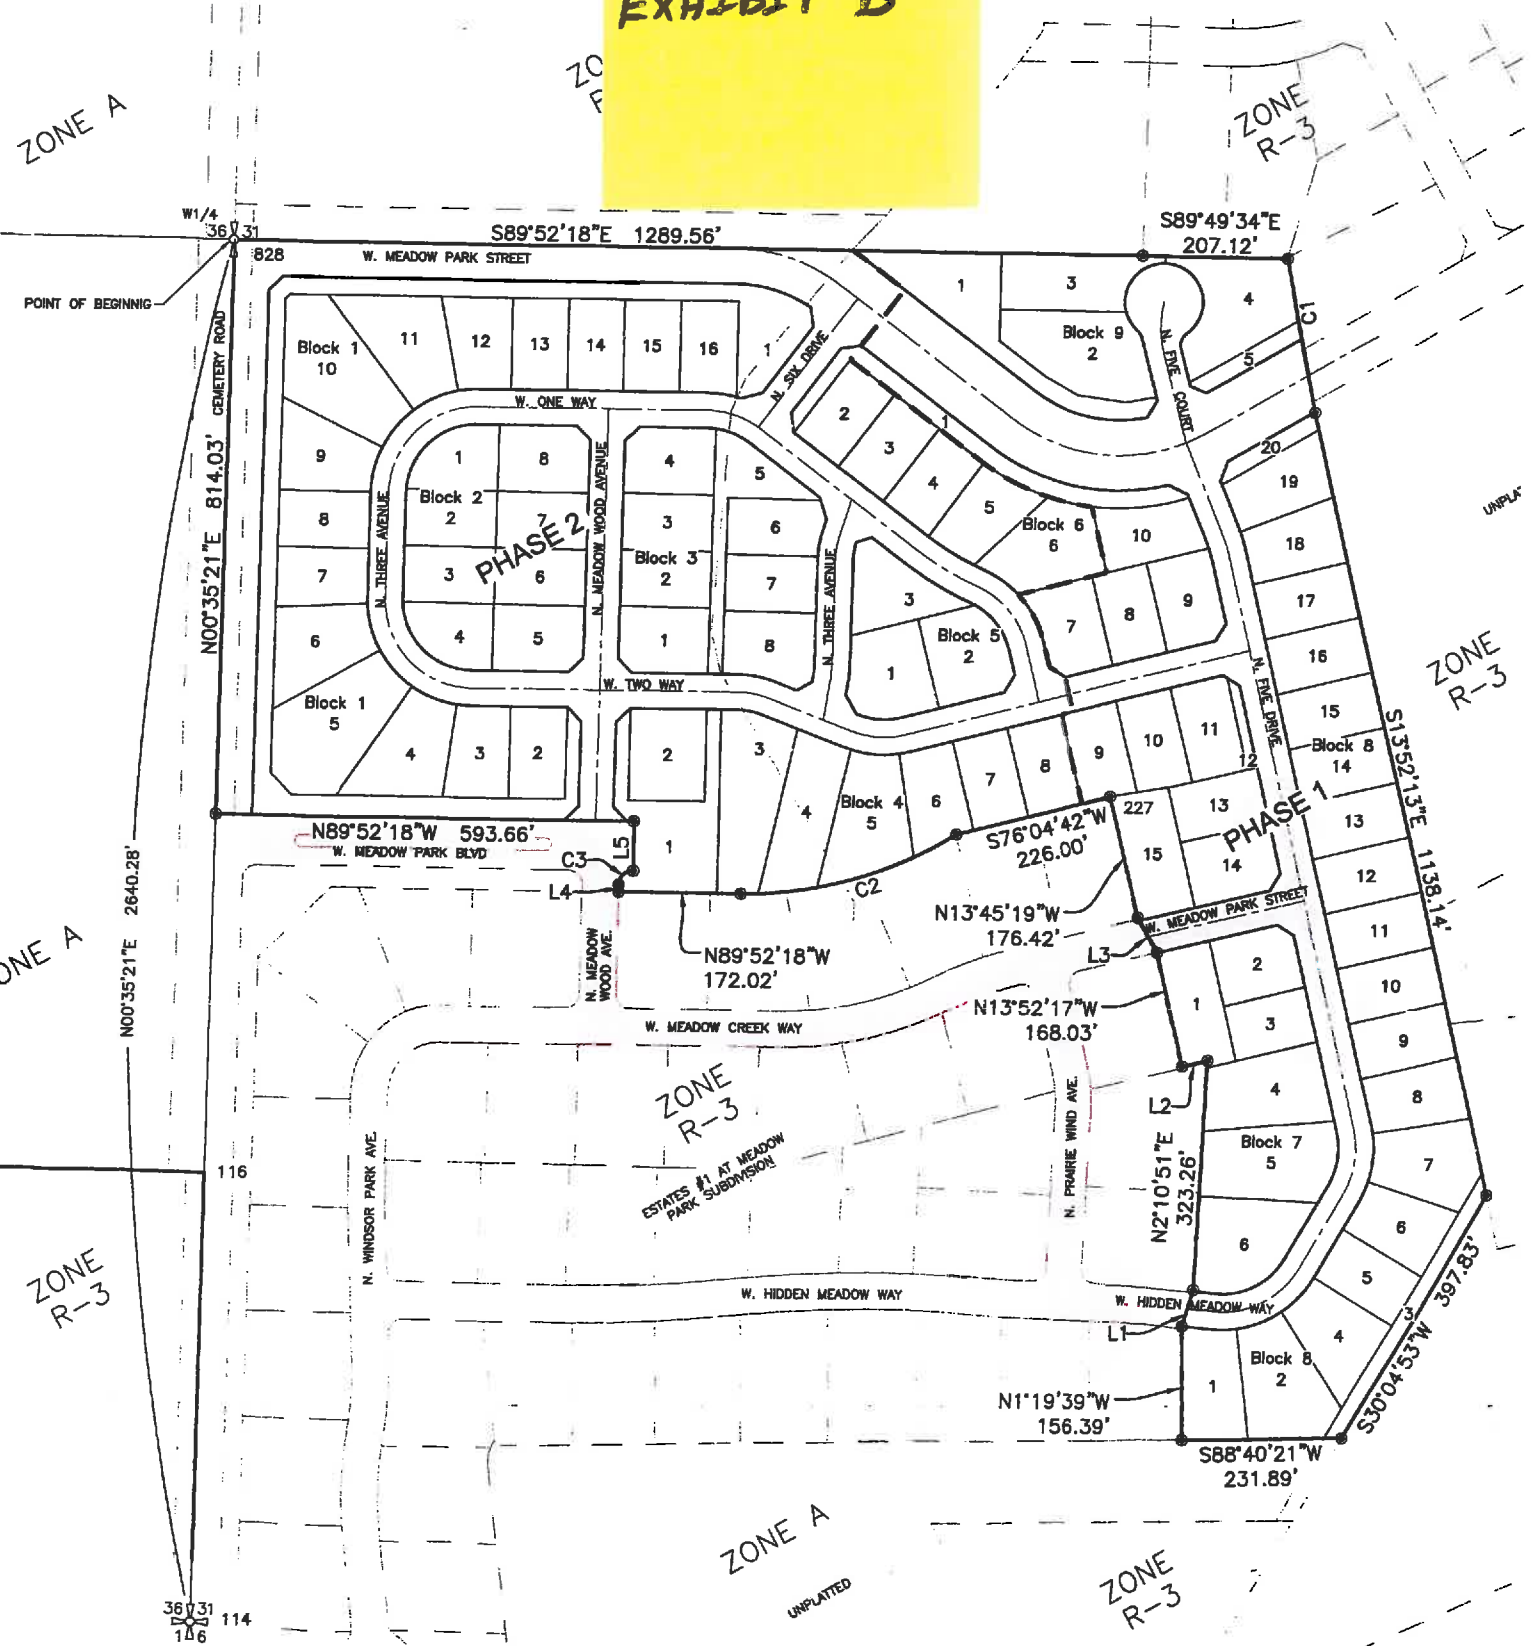 EXHIBIT B
ZONE A
ZONE
R-3
W1/4
36 31
828
S89°52'18"E 1289.56'
W. MEADOW PARK STREET
S89°49'34"E
207.12'
POINT OF BEGINNIG
CEMETERY ROAD
N00°35'21"E 814.03'
N00°35'21"E 2640.28'
C1
1
3
4
Block 9
2
5
N. FIVE COURT
N. SIX DRIVE
Block 1
10
11
12
13
14
15
16
1
W. ONE WAY
9
8
7
6
Block 1
5
4
3
2
N. THREE AVENUE
1
8
Block 2
2
7
3
6
4
5
PHASE 2
N. MEADOW WOOD AVENUE
4
3
Block 3
2
1
5
6
7
8
N. THREE AVENUE
2
3
1
4
5
Block 6
6
10
7
8
9
3
Block 5
2
1
20
19
18
17
16
15
Block 8
14
13
12
11
10
9
8
7
6
5
4
3
Block 8
2
1
N. FIVE DRIVE
UNPLAT
ZONE
R-3
S13°52'13"E 1138.14'
W. TWO WAY
2
3
4
Block 4
5
6
7
8
9
10
11
12
13
14
15
1
227
PHASE 1
N89°52'18"W 593.66'
W. MEADOW PARK BLVD
L5
C3
L4
C2
S76°04'42"W
226.00'
N13°45'19"W
176.42'
W. MEADOW PARK STREET
L3
N89°52'18"W
172.02'
N. MEADOW
WOOD AVE.
N13°52'17"W
168.03'
W. MEADOW CREEK WAY
1
2
3
4
Block 7
5
6
L2
ZONE
R-3
ESTATES #1 AT MEADOW
PARK SUBDIVISION
N. PRAIRIE WIND AVE.
N2°10'51"E
323.26'
116
N. WINDSOR PARK AVE.
ZONE
R-3
W. HIDDEN MEADOW WAY
W. HIDDEN MEADOW WAY
L1
N1°19'39"W
156.39'
S30°04'53"W 397.83'
S88°40'21"W
231.89'
ZONE A
UNPLATTED
ZONE
R-3
36 31
114
1 6